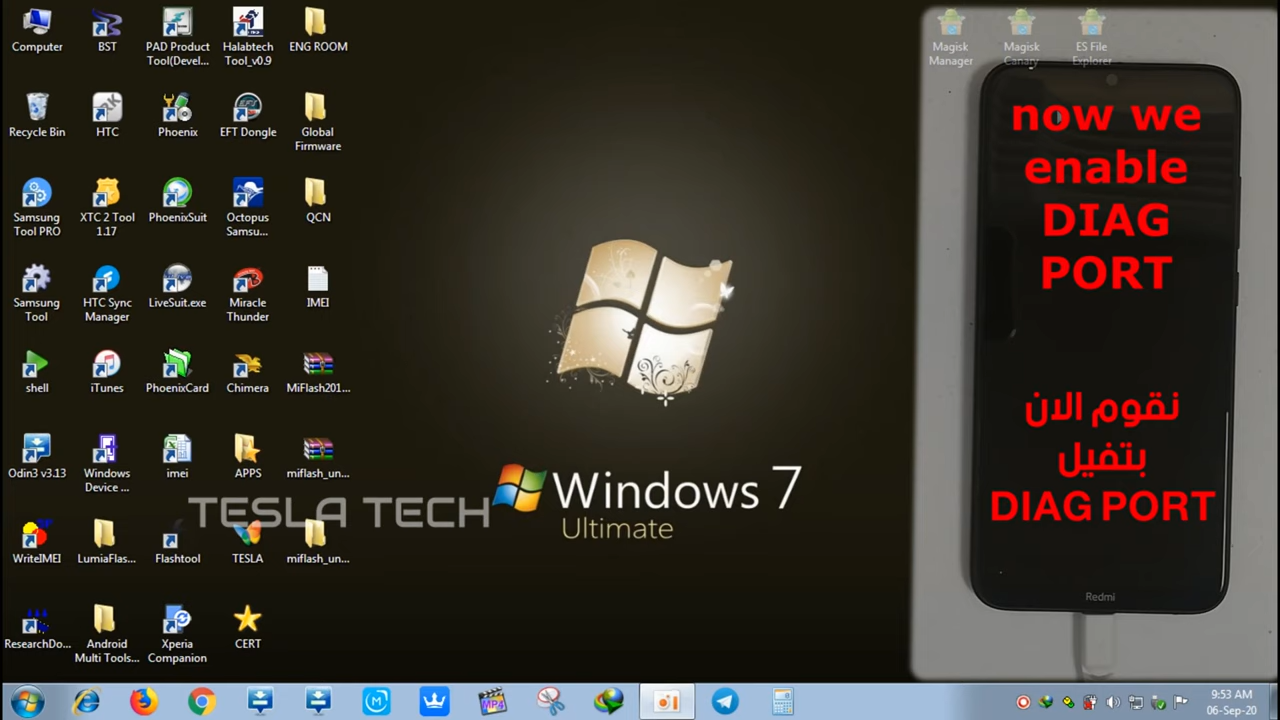 Computer
BST
PAD Product
Tool(Devel...
Halabtech
Tool_v0.9
ENG ROOM
Recycle Bin
HTC
Phoenix
EFT Dongle
Global
Firmware
Samsung
Tool PRO
XTC 2 Tool
1.17
PhoenixSuit
Octopus
Samsu...
QCN
Samsung
Tool
HTC Sync
Manager
LiveSuit.exe
Miracle
Thunder
IMEI
shell
iTunes
PhoenixCard
Chimera
MiFlash201...
Odin3 v3.13
Windows
Device ...
imei
APPS
miflash_un...
WriteIMEI
LumiaFlas...
Flashtool
TESLA
miflash_un...
ResearchDo...
Android
Multi Tools...
Xperia
Companion
CERT
TESLA TECH
Windows 7
Ultimate
Magisk
Manager
Magisk
Canary
ES File
Explorer
now we
enable
DIAG
PORT
نقوم الان
بتفيل
DIAG PORT
Redmi
9:53 AM
06-Sep-20